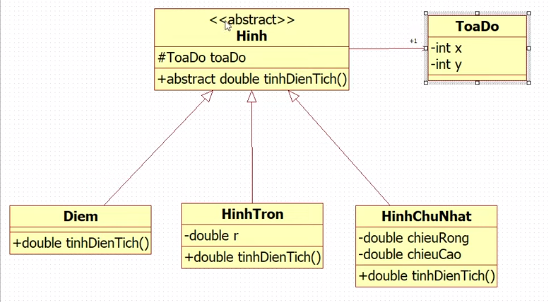 <<abstract>>
Hinh
#ToaDo toaDo
+abstract double tinhDienTich()
+1
ToaDo
-int x
-int y
Diem
+double tinhDienTich()
HinhTron
-double r
+double tinhDienTich()
HinhChuNhat
-double chieuRong
-double chieuCao
+double tinhDienTich()